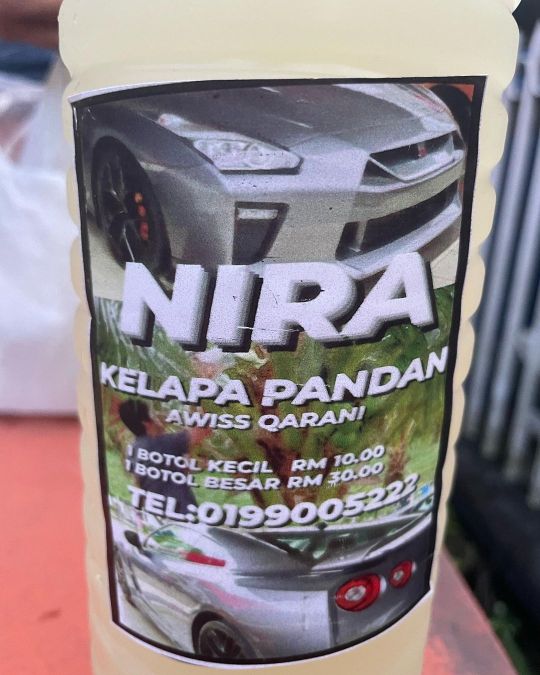 NIRA
KELAPA PANDAN
AWISS QARANI
1 BOTOL KECIL RM 10.00
1 BOTOL BESAR RM 30.00
TEL:0199005222